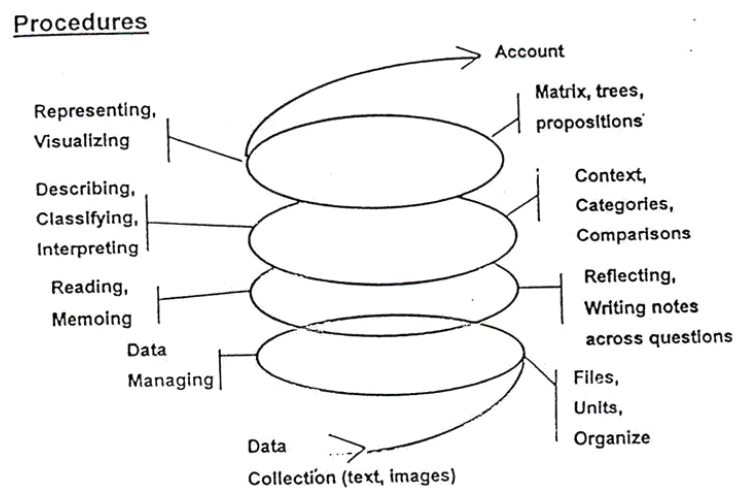 Procedures
Account
Matrix, trees,
propositions
Representing,
Visualizing
Context,
Categories,
Comparisons
Describing,
Classifying,
Interpreting
Reflecting,
Writing notes
across questions
Reading,
Memoing
Data
Managing
Files,
Units,
Organize
Data
Collection (text, images)